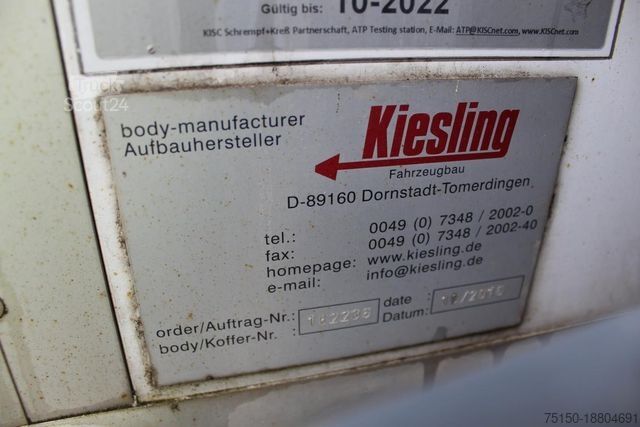 Gültig bis: 10-2022
KISC Schrempf+Kreß Partnerschaft, ATP Testing station, E-Mail: ATP@KISCnet.com, www.KISCnet.com
Truck
Scout24
body-manufacturer
Aufbauhersteller
Kiesling
Fahrzeugbau
D-89160 Dornstadt-Tomerdingen
tel.: 0049 (0) 7348 / 2002-0
fax: 0049 (0) 7348 / 2002-40
homepage: www.kiesling.de
e-mail: info@kiesling.de
order/Auftrag-Nr.:
body/Koffer-Nr.
date :
Datum:
75150-18804691